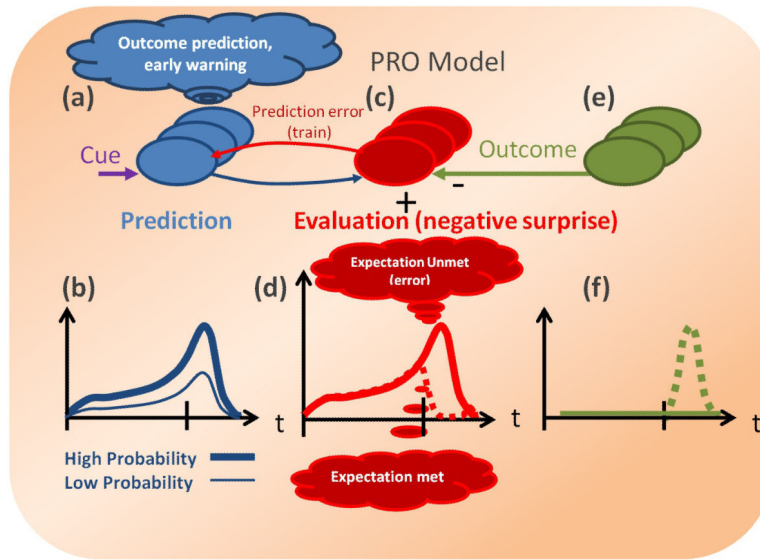 Outcome prediction,
early warning
PRO Model
(a)
(c)
(e)
Prediction error
(train)
Cue
Outcome
+
-
Prediction
Evaluation (negative surprise)
Expectation Unmet
(error)
(b)
(d)
(f)
t
t
t
High Probability
Low Probability
Expectation met